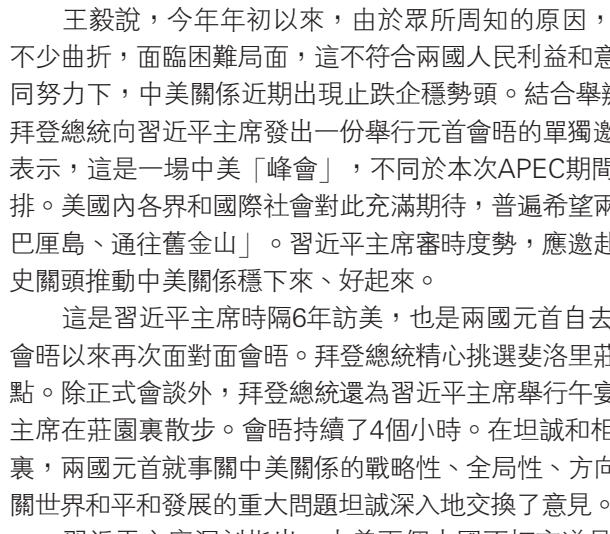 王毅說，今年年初以來，由於眾所周知的原因，
不少曲折，面臨困難局面，這不符合兩國人民利益和意
同努力下，中美關係近期出現止跌企穩勢頭。結合舉
拜登總統向習近平主席發出一份舉行元首會晤的單獨邀
表示，這是一場中美「峰會」，不同於本次APEC期間
排。美國內各界和國際社會對此充滿期待，普遍希望兩
巴厘島、通往舊金山」。習近平主席審時度勢，應邀赴
史關頭推動中美關係穩下來、好起來。
這是習近平主席時隔6年訪美，也是兩國元首自去
會晤以來再次面對面會晤。拜登總統精心挑選斐洛里莊
點。除正式會談外，拜登總統還為習近平主席舉行午宴
主席在莊園裏散步。會晤持續了4個小時。在坦誠和相
裏，兩國元首就事關中美關係的戰略性、全局性、方向
關世界和平和發展的重大問題坦誠深入地交換了意見。